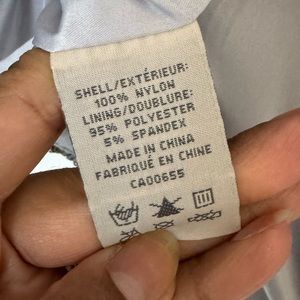 SHELL/EXTÉRIEUR:
100% NYLON
LINING/DOUBLURE:
95% POLYESTER
5% SPANDEX
MADE IN CHINA
FABRIQUÉ EN CHINE
CA00655